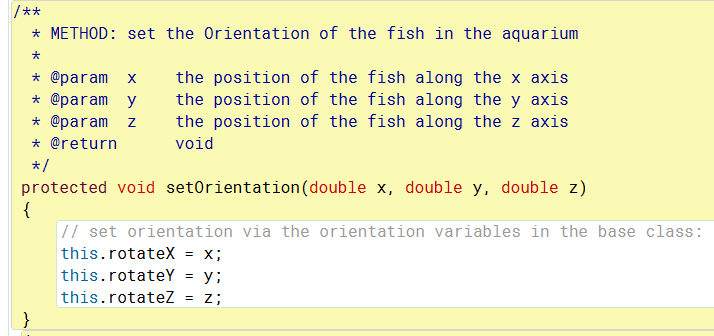 /**
 * METHOD: set the Orientation of the fish in the aquarium
 *
 * @param  x    the position of the fish along the x axis
 * @param  y    the position of the fish along the y axis
 * @param  z    the position of the fish along the z axis
 * @return      void
 */
protected void setOrientation(double x, double y, double z)
{
    // set orientation via the orientation variables in the base class:
    this.rotateX = x;
    this.rotateY = y;
    this.rotateZ = z;
}